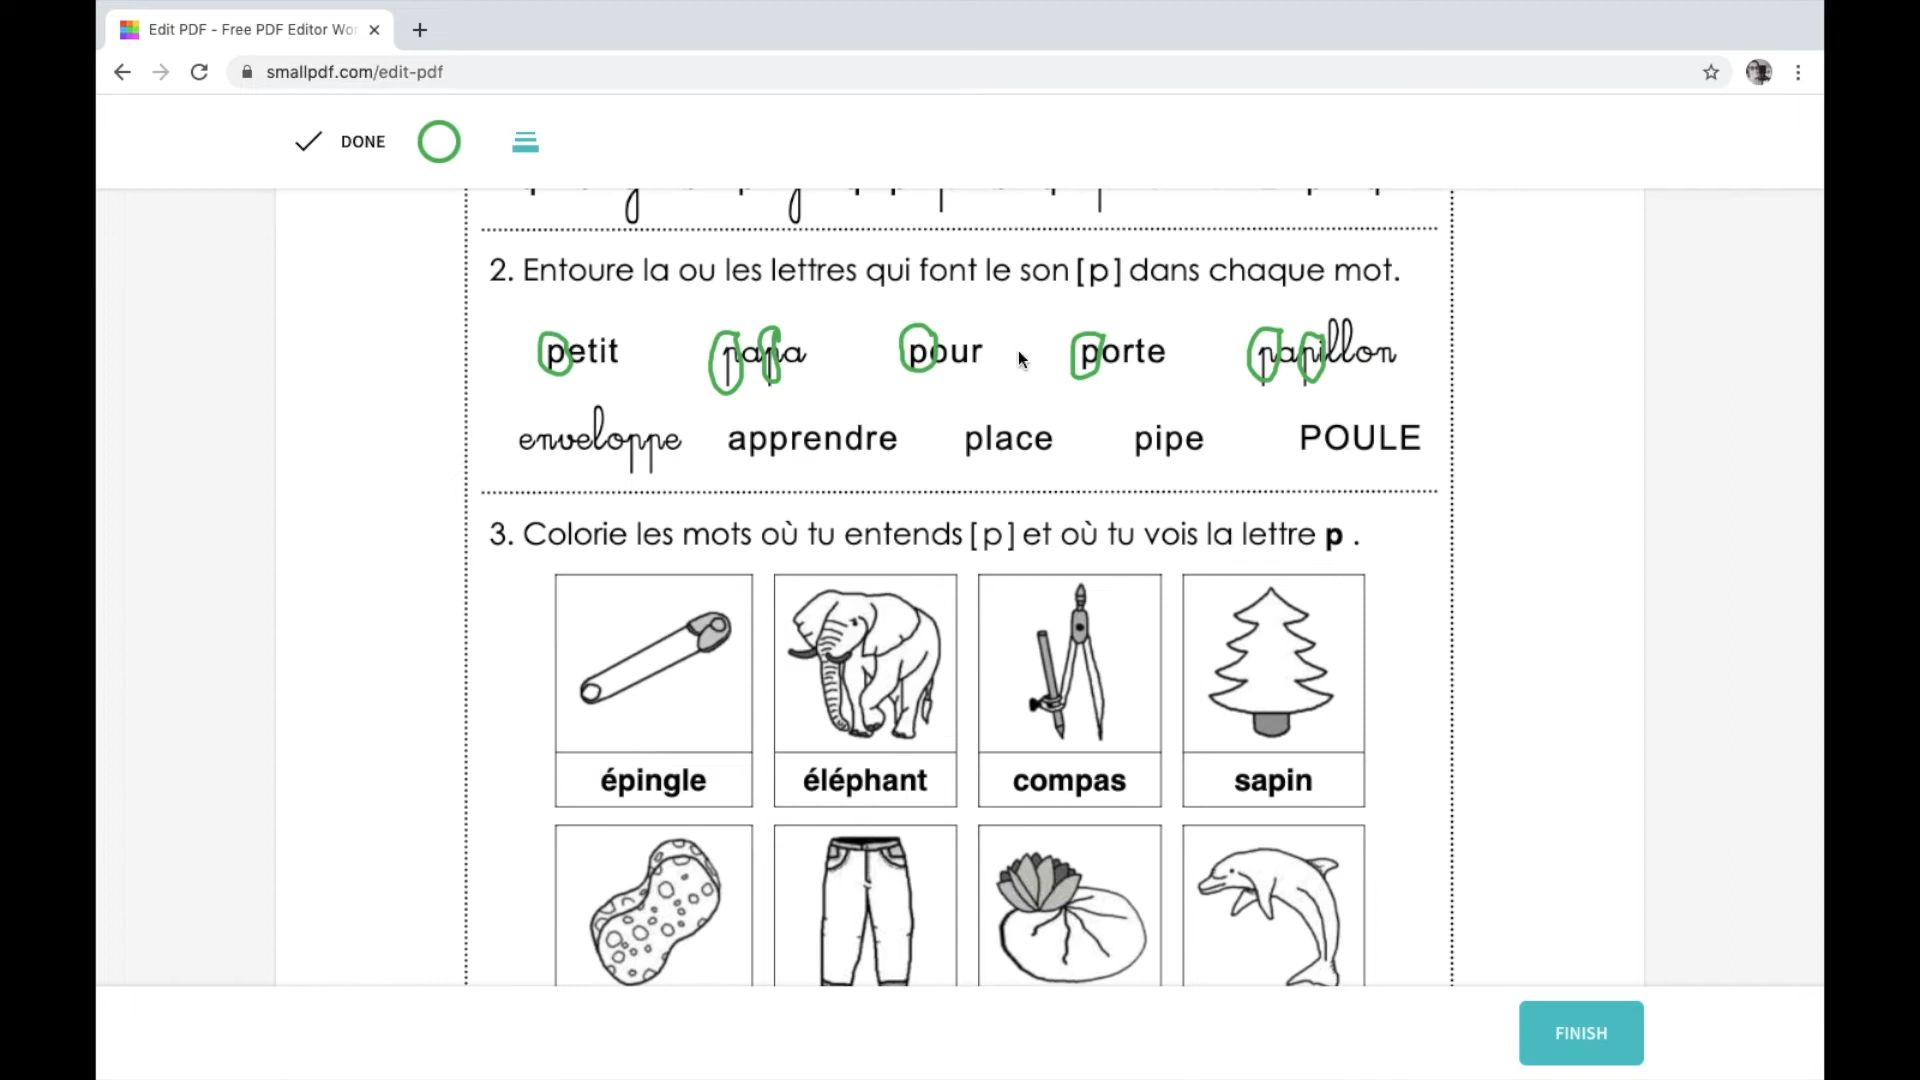 Edit PDF - Free PDF Editor Wor
smallpdf.com/edit-pdf
DONE
2. Entoure la ou les lettres qui font le son [p] dans chaque mot.
petit papa pour porte papillon
enveloppe apprendre place pipe POULE
3. Colorie les mots où tu entends [p] et où tu vois la lettre p .
épingle éléphant compas sapin
FINISH